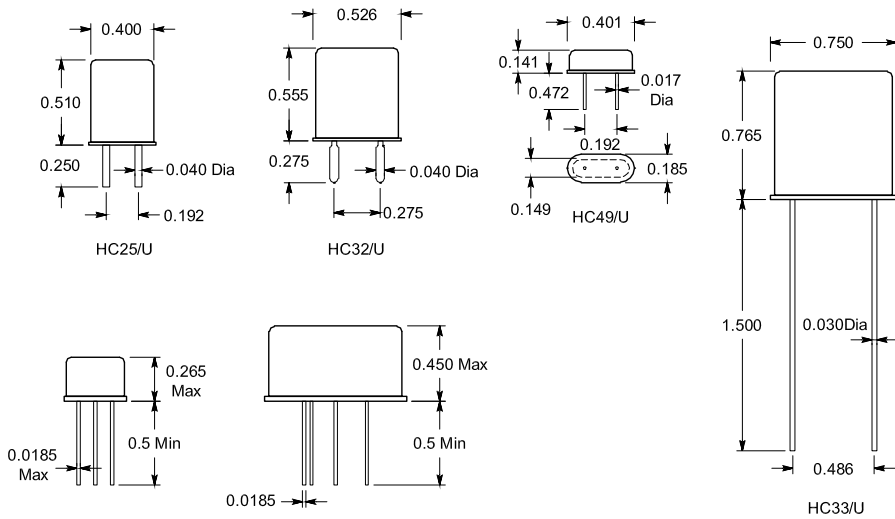 0.400
0.510
0.250
0.040 Dia
0.192
HC25/U
0.526
0.555
0.275
0.040 Dia
0.275
HC32/U
0.401
0.141
0.472
0.017
Dia
0.192
0.185
0.149
HC49/U
0.750
0.765
1.500
0.030Dia
0.486
HC33/U
0.265
Max
0.5 Min
0.0185
Max
0.450 Max
0.5 Min
0.0185